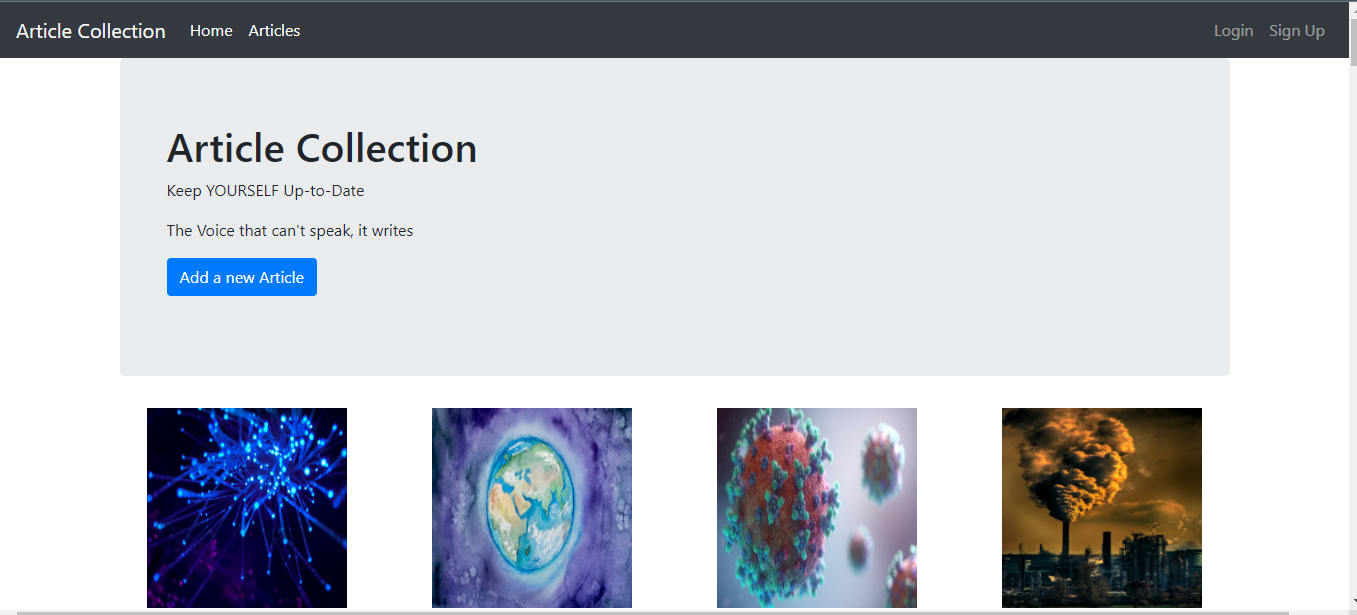 Article Collection Home Articles Login Sign Up
Article Collection
Keep YOURSELF Up-to-Date
The Voice that can't speak, it writes
Add a new Article